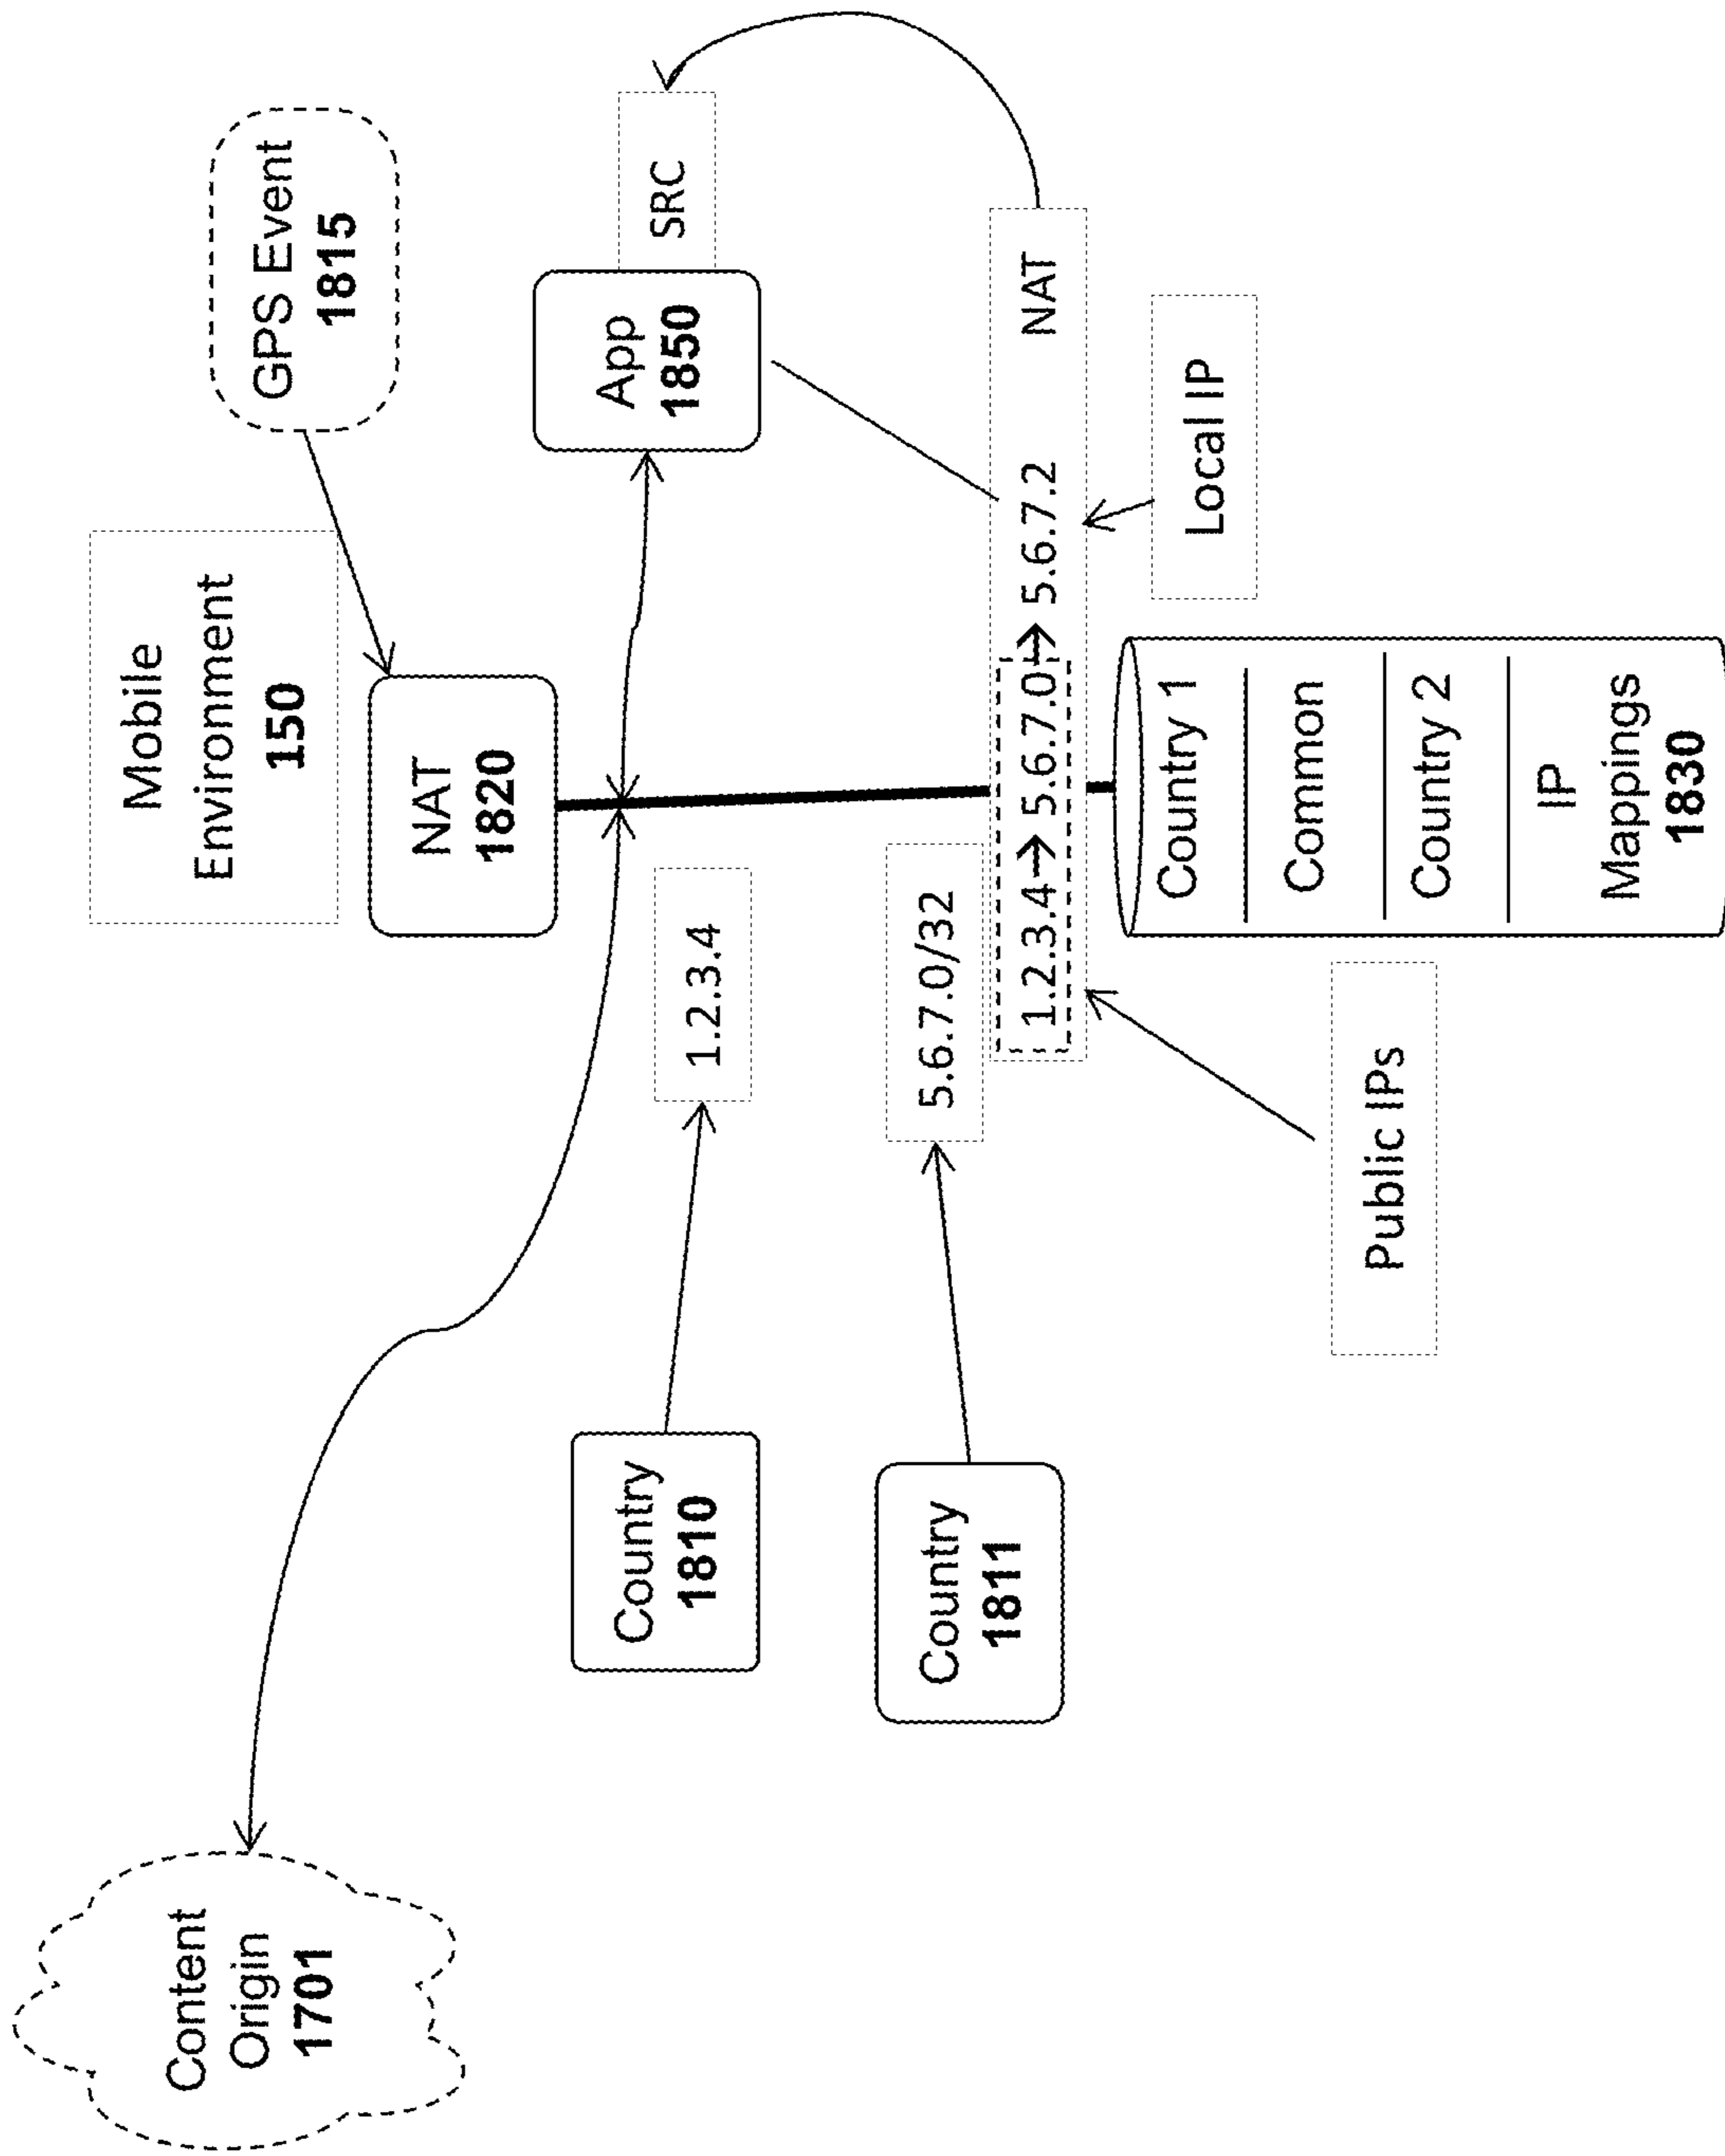 Content
Origin
1701
Mobile
Environment
150
GPS Event
1815
NAT
1820
Country
1810
1.2.3.4
App
1850
SRC
Country
1811
5.6.7.0/32
1.2.3.4→ 5.6.7.0→ 5.6.7.2 NAT
Public IPs
Local IP
Country 1
Common
Country 2
IP
Mappings
1830